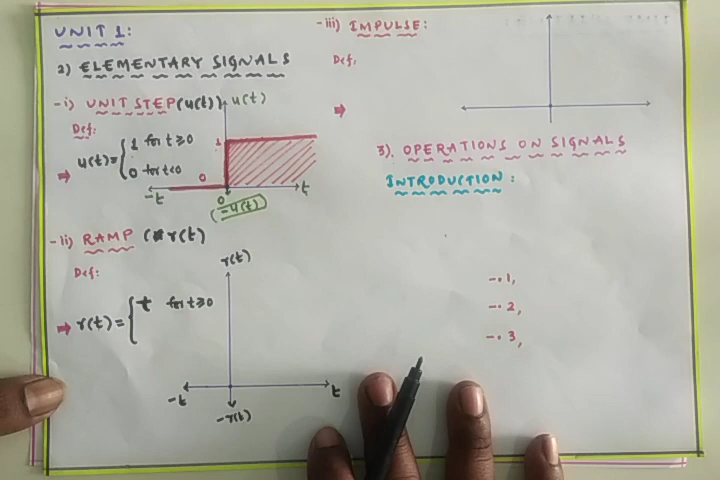 UNIT 1:
2) ELEMENTARY SIGNALS
-i) UNIT STEP (u(t))
u(t)
Def:
u(t)= { 1 for t≥0
0 for t<0
1
0
-t
t
0
(-u(t))
-ii) RAMP ( r(t)
Def:
r(t)
r(t)= { t for t≥0
-t
t
-r(t)
-iii) IMPULSE:
Def:
3). OPERATIONS ON SIGNALS
INTRODUCTION:
-. 1,
-. 2,
-. 3,